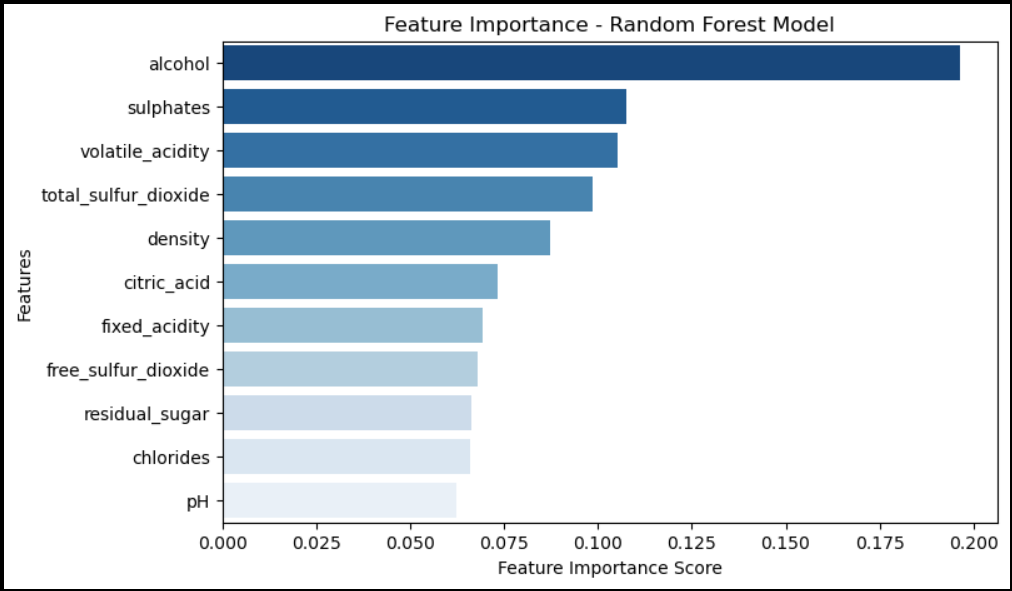 Feature Importance - Random Forest Model
alcohol
sulphates
volatile_acidity
total_sulfur_dioxide
density
citric_acid
fixed_acidity
free_sulfur_dioxide
residual_sugar
chlorides
pH
Features
0.000 0.025 0.050 0.075 0.100 0.125 0.150 0.175 0.200
Feature Importance Score